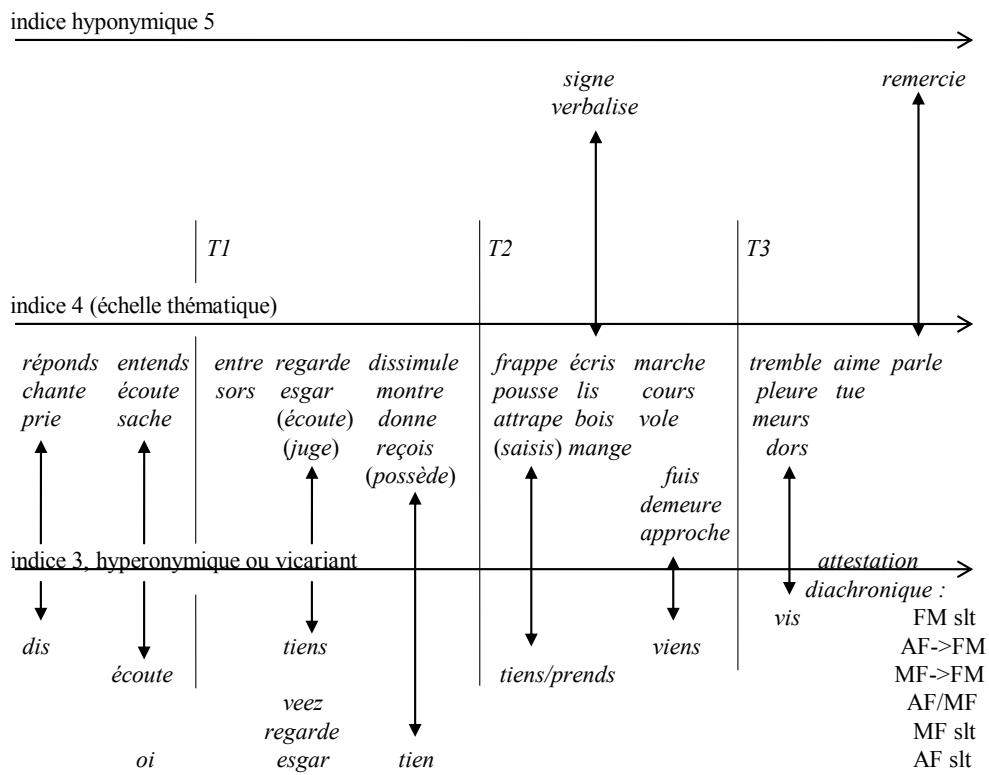 indice hyponymique 5
signe remercie
verbalise
T1 T2 T3
indice 4 (échelle thématique)
réponds entends entre regarde dissimule frappe écris marche tremble aime parle
chante écoute sors esgar montre pousse lis cours pleure tue
prie sache (écoute) donne attrape bois vole meurs
(juge) reçois (saisis) mange dors
(possède) fuis
demeure
approche
indice 3, hyperonymique ou vicariant attestation
diachronique :
dis tiens viens vis FM slt
AF->FM
écoute tiens/prends MF->FM
veez AF/MF
regarde MF slt
oi esgar tien AF slt